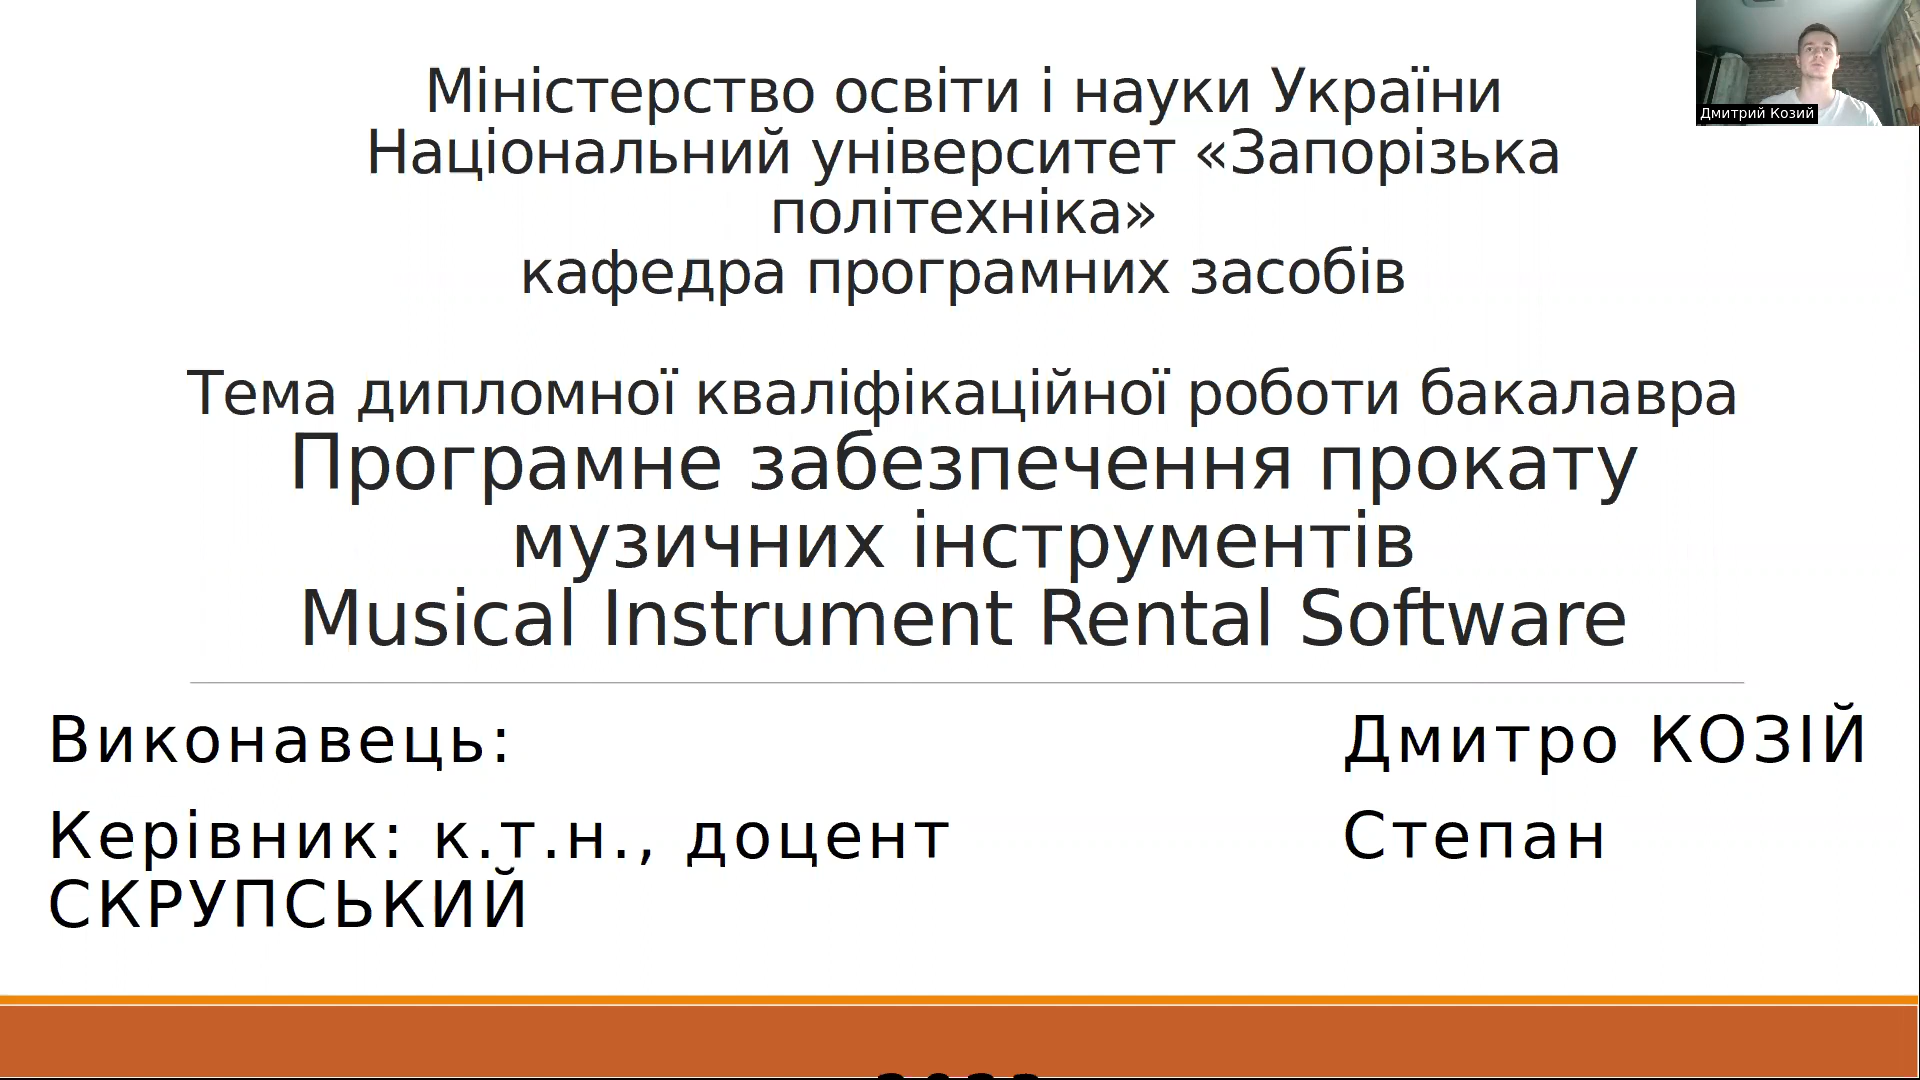 Міністерство освіти і науки України
Національний університет «Запорізька
політехніка»
кафедра програмних засобів
Тема дипломної кваліфікаційної роботи бакалавра
Програмне забезпечення прокату
музичних інструментів
Musical Instrument Rental Software
Виконавець: Дмитро КОЗІЙ
Керівник: к.т.н., доцент Степан
СКРУПСЬКИЙ
Дмитрий Козий